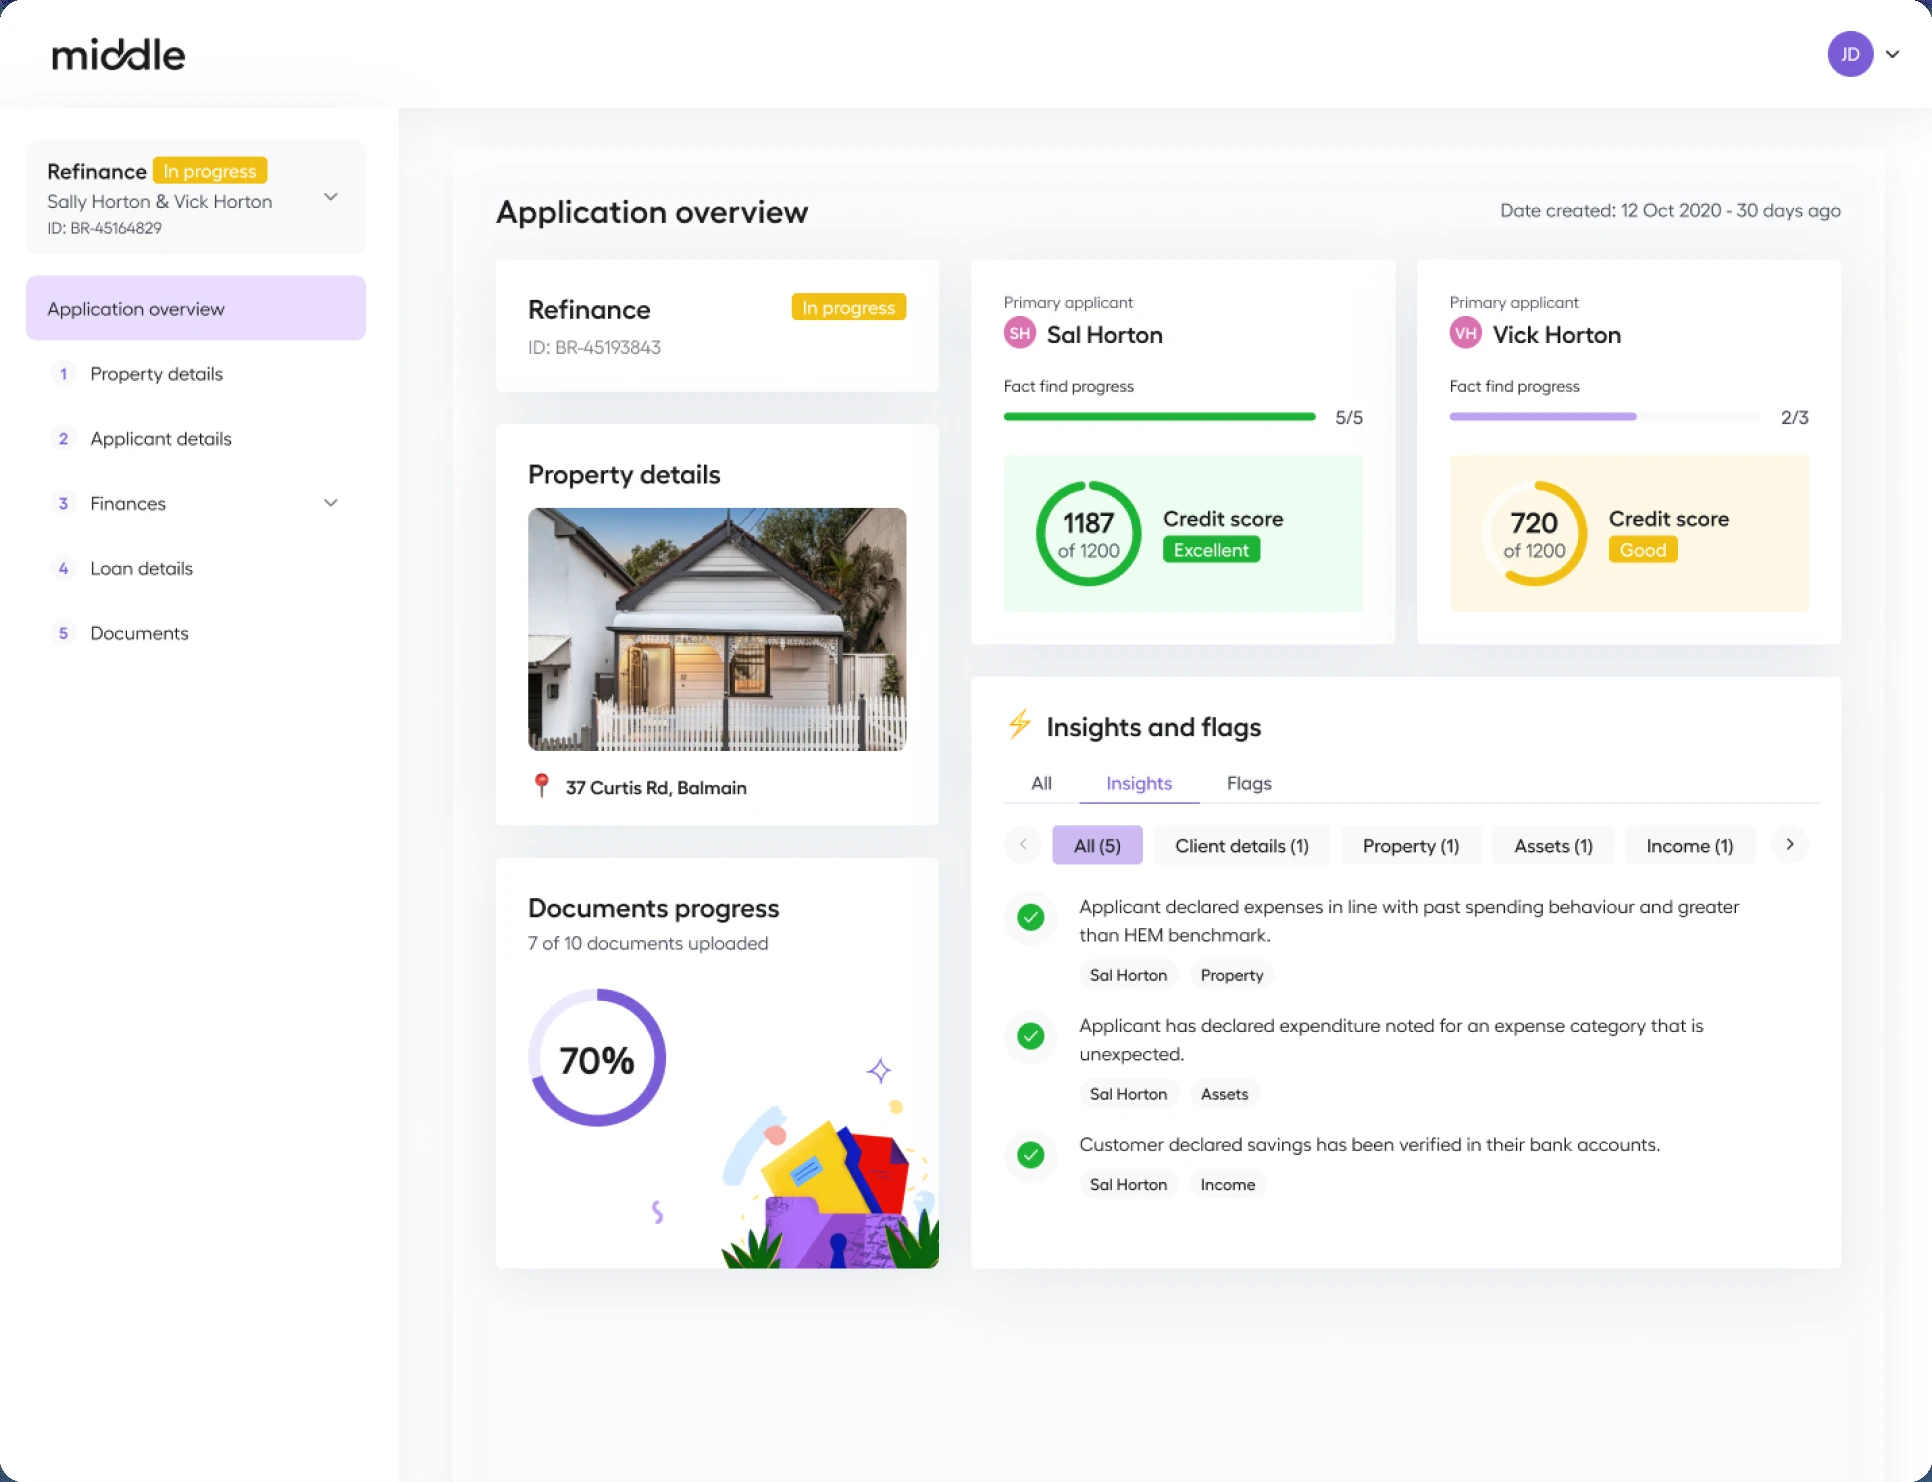 middle
JD
Refinance In progress
Sally Horton & Vick Horton
ID: BR-45164829
Application overview
1 Property details
2 Applicant details
3 Finances
4 Loan details
5 Documents
Application overview
Date created: 12 Oct 2020 - 30 days ago
Refinance In progress
ID: BR-45193843
Property details
37 Curtis Rd, Balmain
Documents progress
7 of 10 documents uploaded
70%
Primary applicant
SH Sal Horton
Fact find progress
5/5
1187
of 1200
Credit score
Excellent
Primary applicant
VH Vick Horton
Fact find progress
2/3
720
of 1200
Credit score
Good
Insights and flags
All Insights Flags
All (5) Client details (1) Property (1) Assets (1) Income (1)
Applicant declared expenses in line with past spending behaviour and greater
than HEM benchmark.
Sal Horton Property
Applicant has declared expenditure noted for an expense category that is
unexpected.
Sal Horton Assets
Customer declared savings has been verified in their bank accounts.
Sal Horton Income